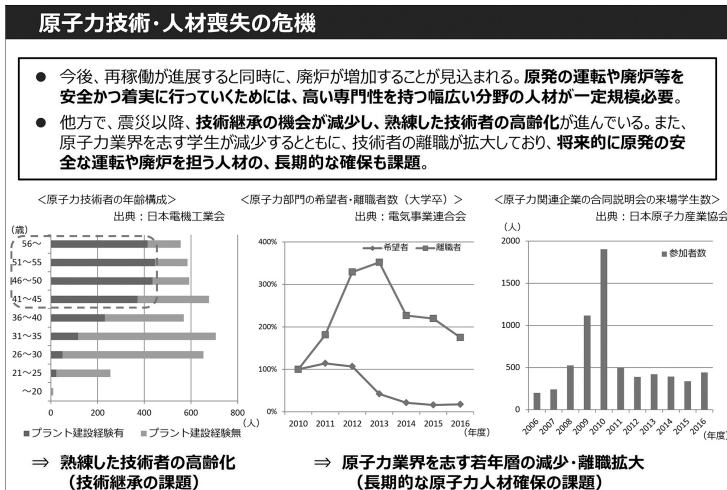 原子力技術・人材喪失の危機
● 今後、再稼働が進展すると同時に、廃炉が増加することが見込まれる。原発の運転や廃炉等を
安全かつ着実に行っていくためには、高い専門性を持つ幅広い分野の人材が一定規模必要。
● 他方で、震災以降、技術継承の機会が減少し、熟練した技術者の高齢化が進んでいる。また、
原子力業界を志す学生が減少するとともに、技術者の離職が拡大しており、将来的に原発の安
全な運転や廃炉を担う人材の、長期的な確保も課題。
＜原子力技術者の年齢構成＞
出典：日本電機工業会
(歳)
56～
51～55
46～50
41～45
36～40
31～35
26～30
21～25
～20
0 200 400 600 800
(人)
■プラント建設経験有 ■プラント建設経験無
＜原子力部門の希望者・離職者数（大学卒）＞
出典：電気事業連合会
希望者 離職者
400%
300%
200%
100%
0%
2010 2011 2012 2013 2014 2015 2016
(年度)
＜原子力関連企業の合同説明会の来場学生数＞
出典：日本原子力産業協会
(人)
■参加者数
2000
1500
1000
500
0
2006 2007 2008 2009 2010 2011 2012 2013 2014 2015 2016
(年度)
⇒ 熟練した技術者の高齢化
（技術継承の課題）
⇒ 原子力業界を志す若年層の減少・離職拡大
（長期的な原子力人材確保の課題）